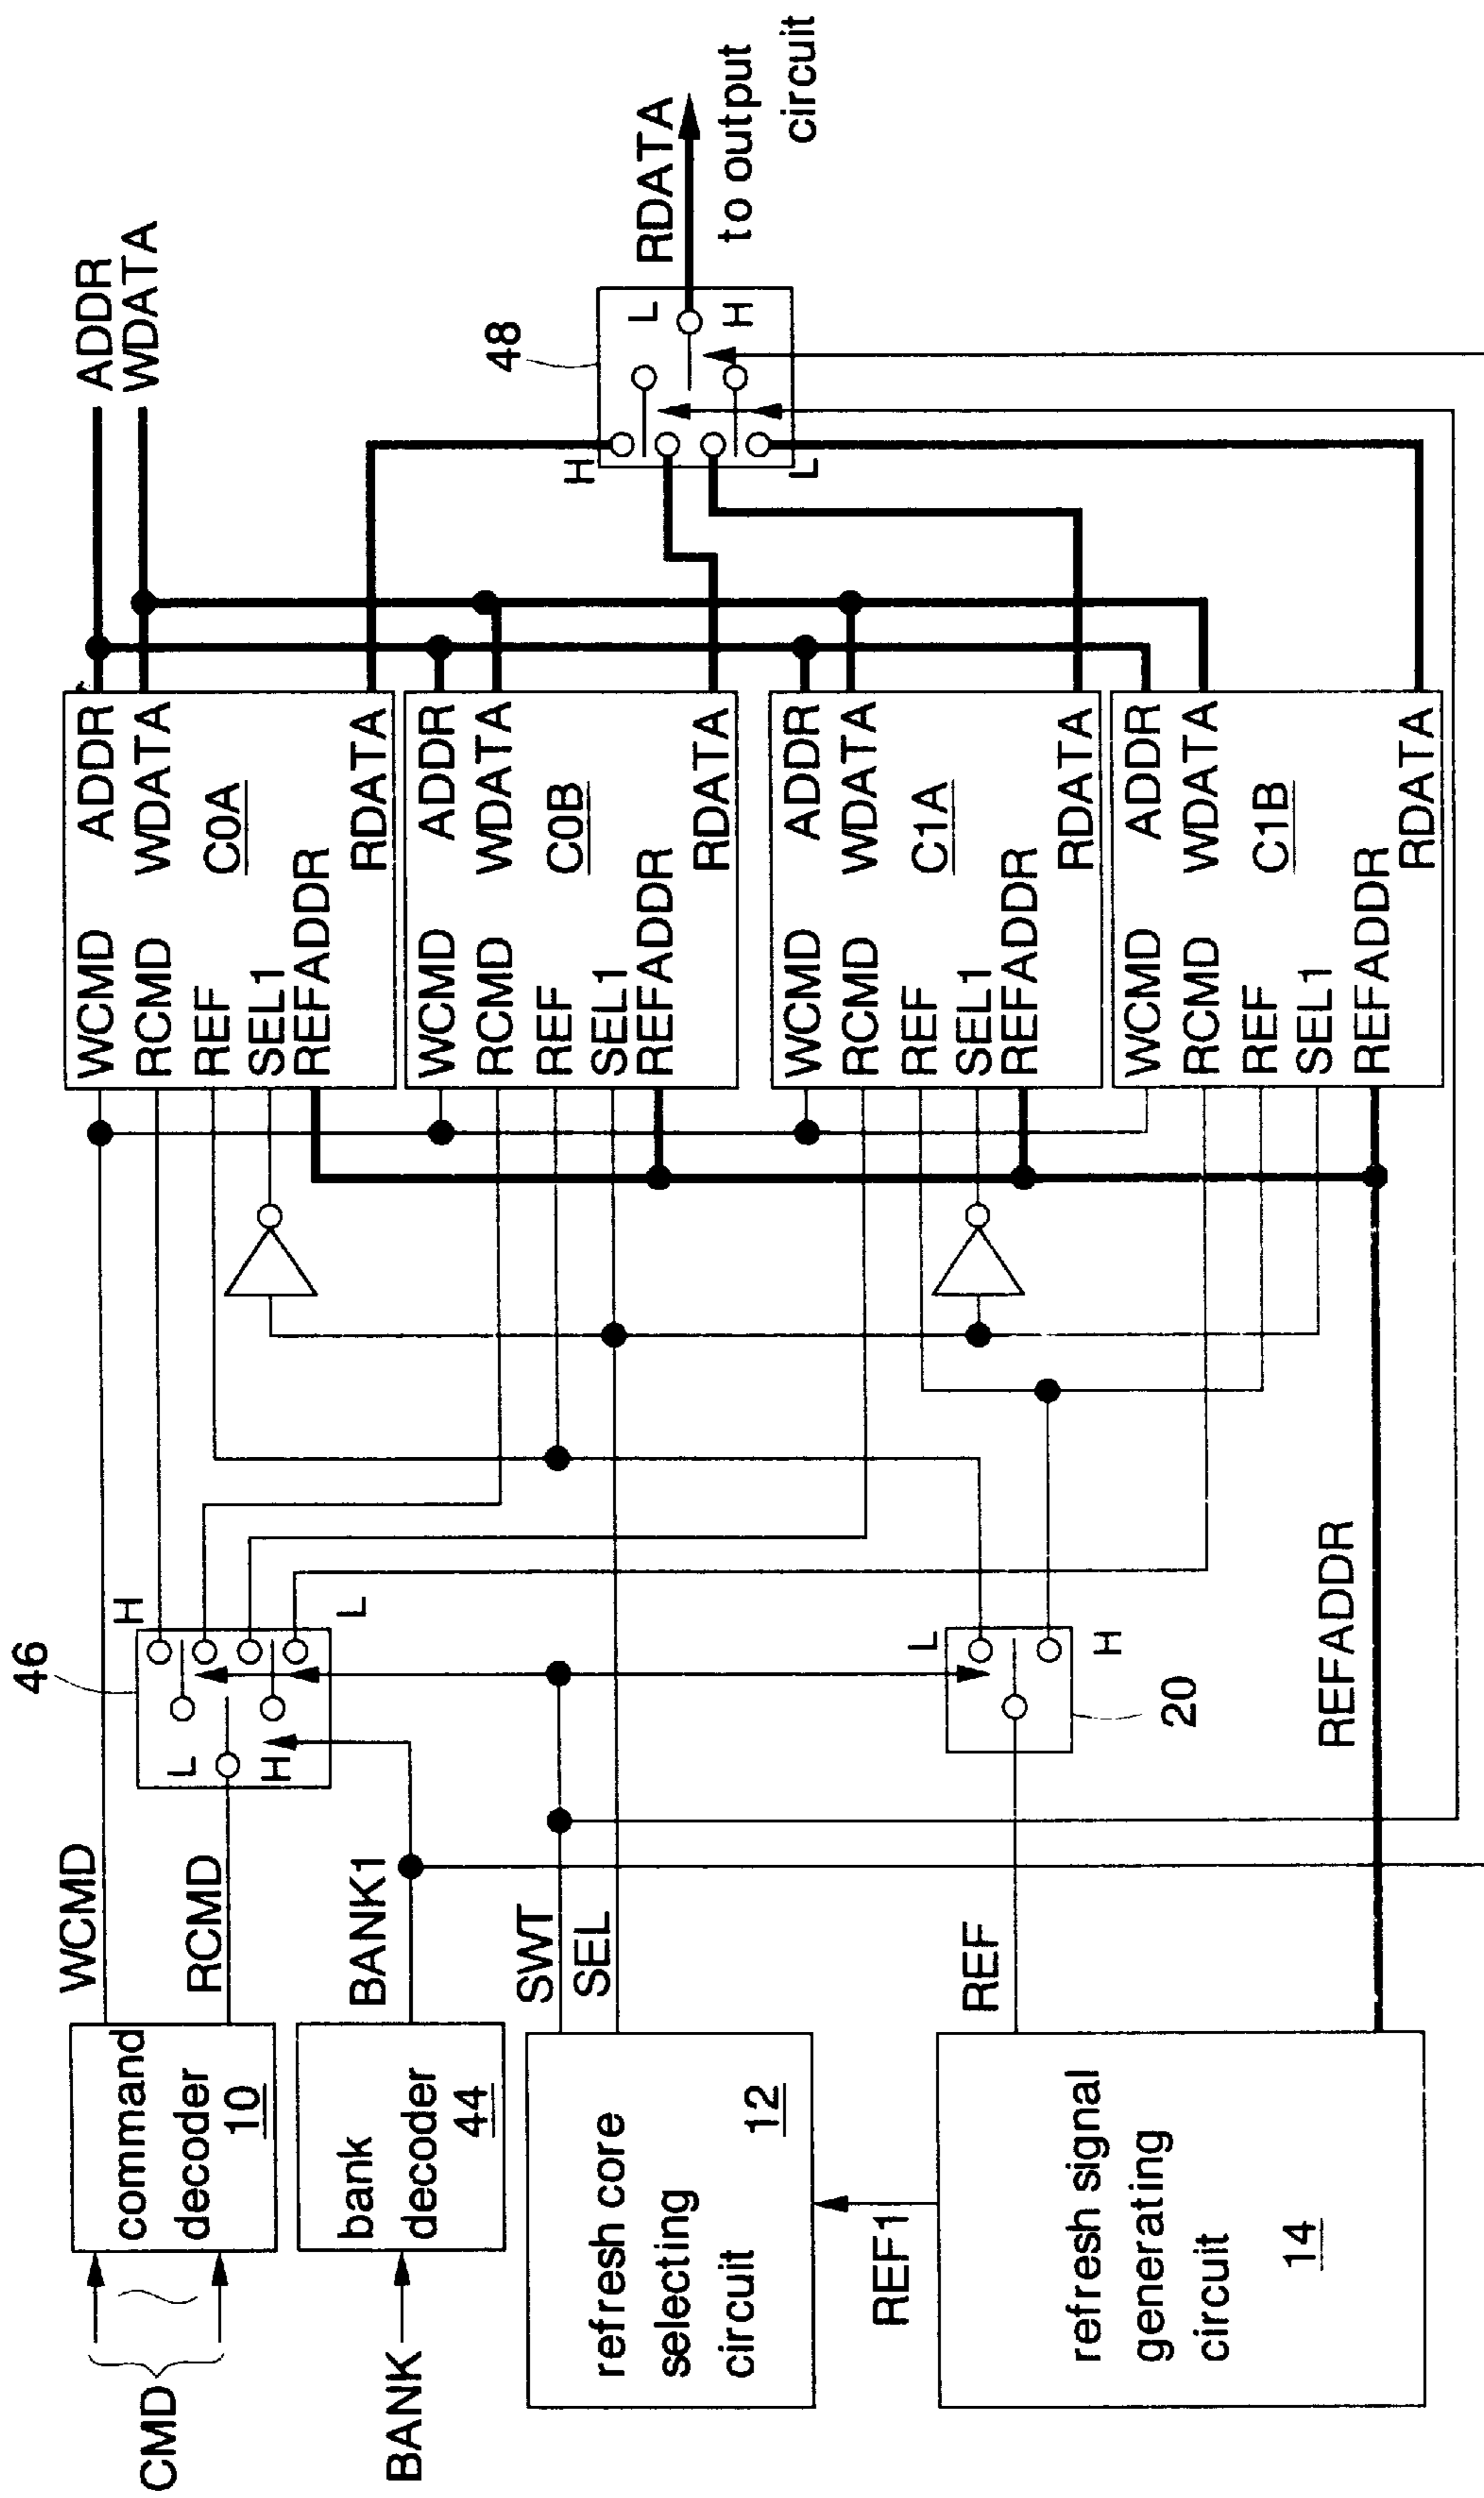 CMD
command
decoder
10
WCMD
RCMD
BANK
bank
decoder
44
BANK1
refresh core
selecting
circuit
12
SWT
SEL
REF1
refresh signal
generating
circuit
14
REF
REFADDR
46
H
L
L
H
20
L
H
WCMD
RCMD
REF
SEL1
REFADDR
ADDR
WDATA
C0A
RDATA
WCMD
RCMD
REF
SEL1
REFADDR
ADDR
WDATA
C0B
RDATA
WCMD
RCMD
REF
SEL1
REFADDR
ADDR
WDATA
C1A
RDATA
WCMD
RCMD
REF
SEL1
REFADDR
ADDR
WDATA
C1B
RDATA
ADDR
WDATA
48
H
L
L
H
RDATA
to output
circuit